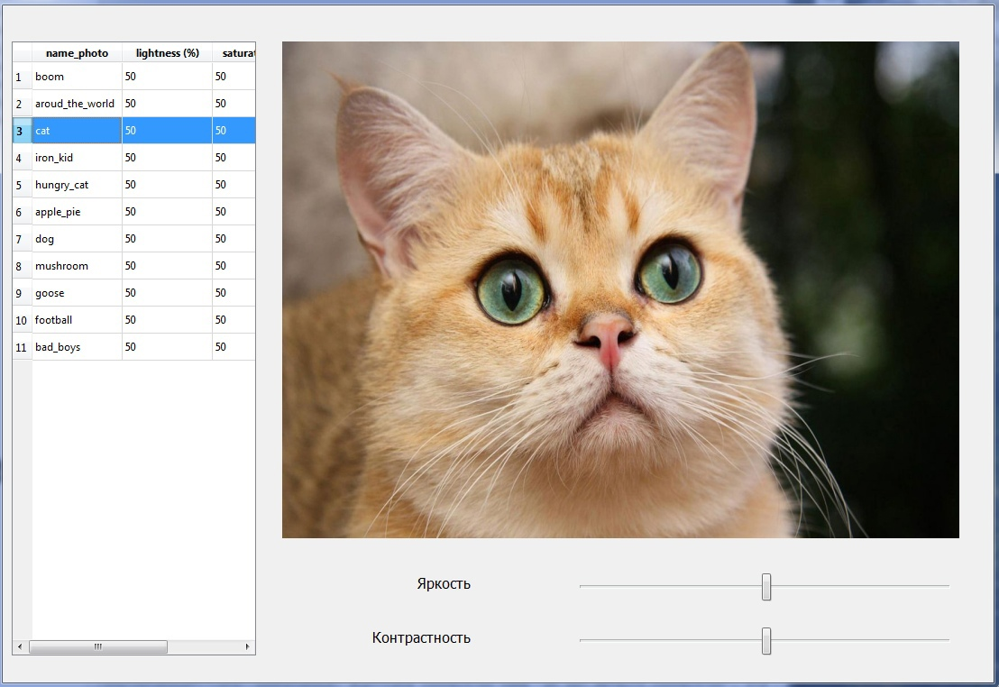 name_photo lightness (%) saturat
1 boom 50 50
2 aroud_the_world 50 50
3 cat 50 50
4 iron_kid 50 50
5 hungry_cat 50 50
6 apple_pie 50 50
7 dog 50 50
8 mushroom 50 50
9 goose 50 50
10 football 50 50
11 bad_boys 50 50
Яркость
Контрастность